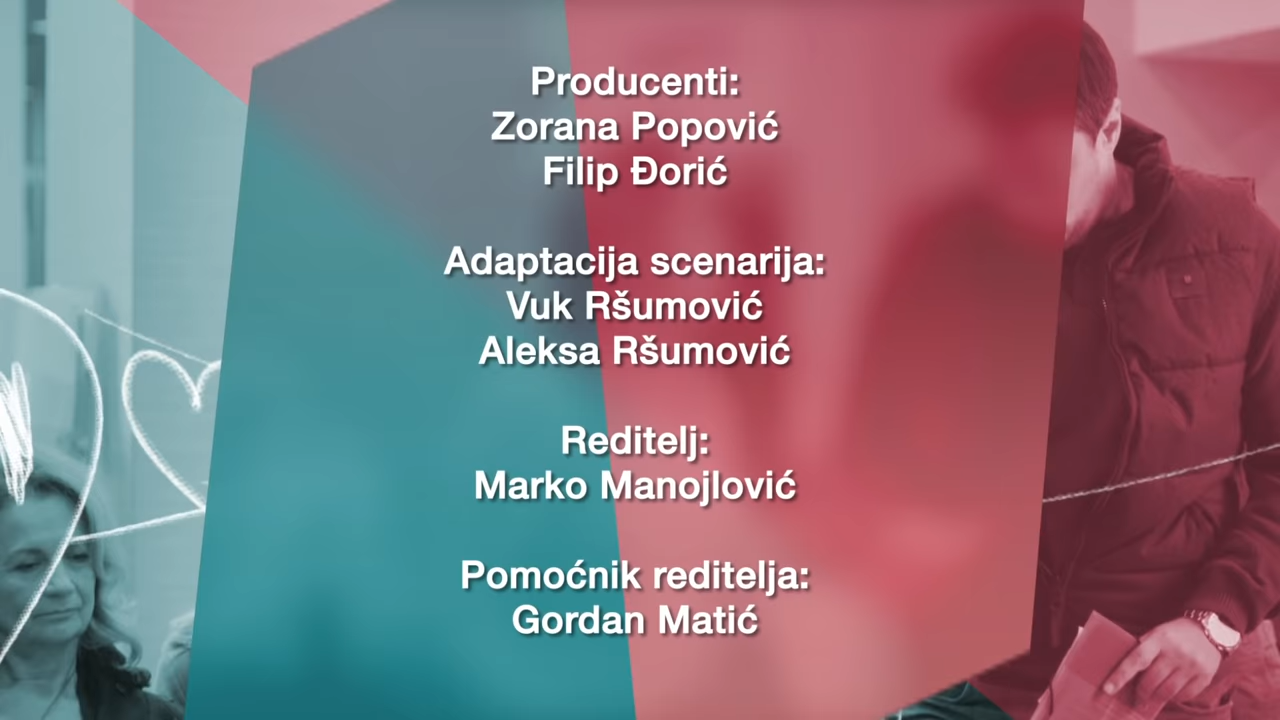 Producenti:
Zorana Popović
Filip Đorić
Adaptacija scenarija:
Vuk Ršumović
Aleksa Ršumović
Reditelj:
Marko Manojlović
Pomoćnik reditelja:
Gordan Matić